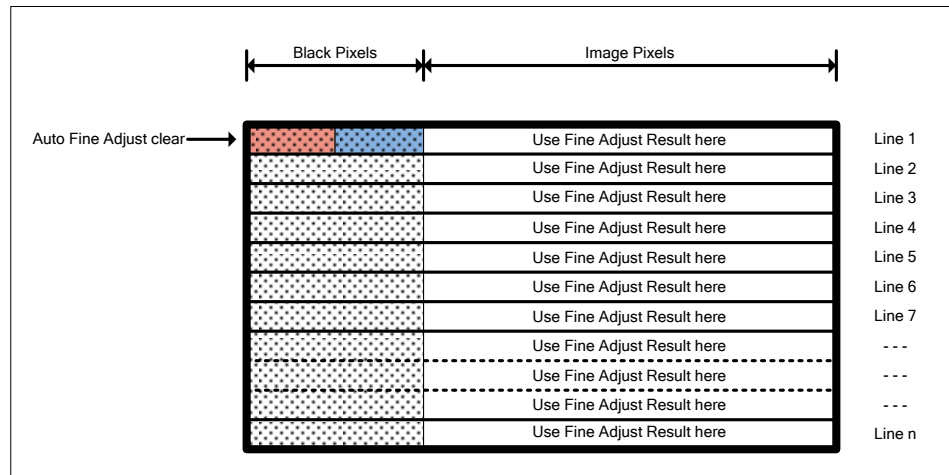 Black Pixels Image Pixels
Auto Fine Adjust clear Use Fine Adjust Result here Line 1
Use Fine Adjust Result here Line 2
Use Fine Adjust Result here Line 3
Use Fine Adjust Result here Line 4
Use Fine Adjust Result here Line 5
Use Fine Adjust Result here Line 6
Use Fine Adjust Result here Line 7
Use Fine Adjust Result here - - -
Use Fine Adjust Result here - - -
Use Fine Adjust Result here - - -
Use Fine Adjust Result here Line n